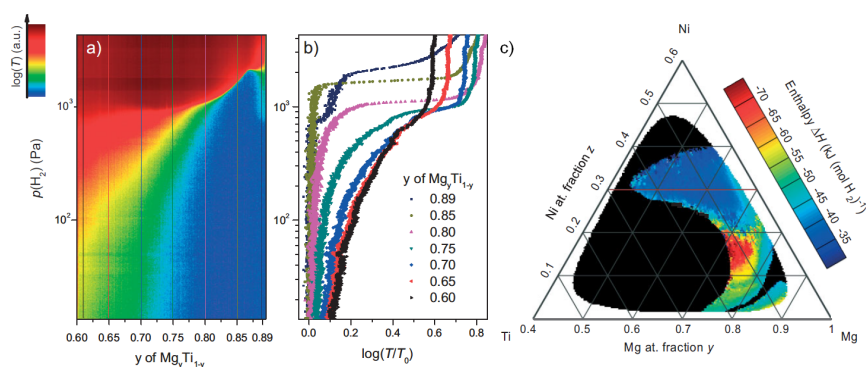 log(T) (a.u.)
a)
p(H₂) (Pa)
10³
10²
0.60 0.65 0.70 0.75 0.80 0.85 0.89
y of MgᵧTi₁₋ᵧ
b)
10³
10²
y of MgᵧTi₁₋ᵧ
0.89
0.85
0.80
0.75
0.70
0.65
0.60
0.0 0.2 0.4 0.6 0.8
log(T/T₀)
c)
Ni
0.6
0.5
0.4
0.3
0.2
0.1
Ni at. fraction z
Ti
0.4 0.5 0.6 0.7 0.8 0.9 1
Mg
Mg at. fraction y
-70
-65
-60
-55
-50
-45
-40
-35
Enthalpy ΔH (kJ (mol H₂)⁻¹)